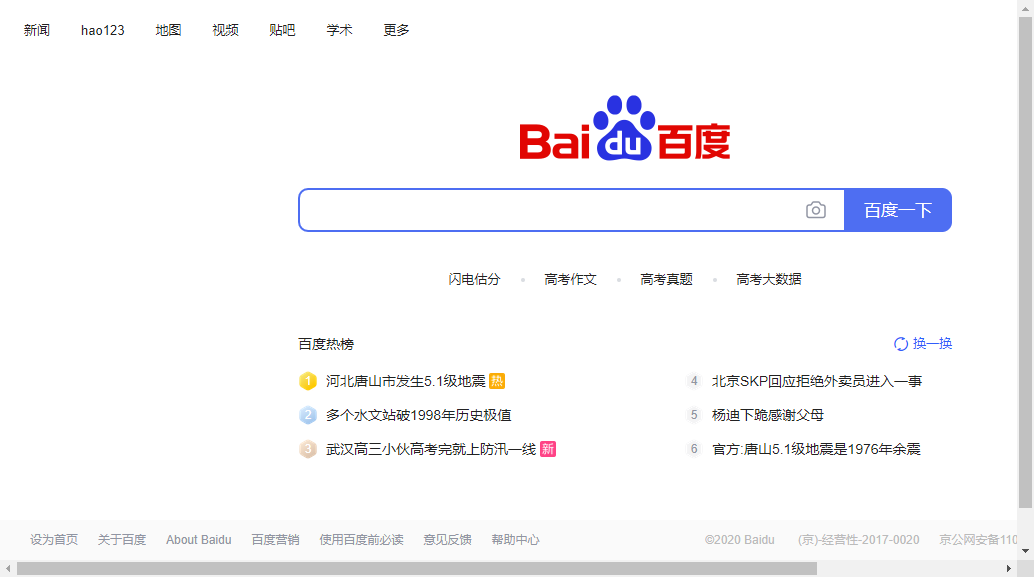 新闻 hao123 地图 视频 贴吧 学术 更多
Bai du 百度
百度一下
闪电估分 高考作文 高考真题 高考大数据
百度热榜 换一换
1 河北唐山市发生5.1级地震 热
4 北京SKP回应拒绝外卖员进入一事
2 多个水文站破1998年历史极值
5 杨迪下跪感谢父母
3 武汉高三小伙高考完就上防汛一线 新
6 官方:唐山5.1级地震是1976年余震
设为首页 关于百度 About Baidu 百度营销 使用百度前必读 意见反馈 帮助中心 ©2020 Baidu (京)-经营性-2017-0020 京公网安备110